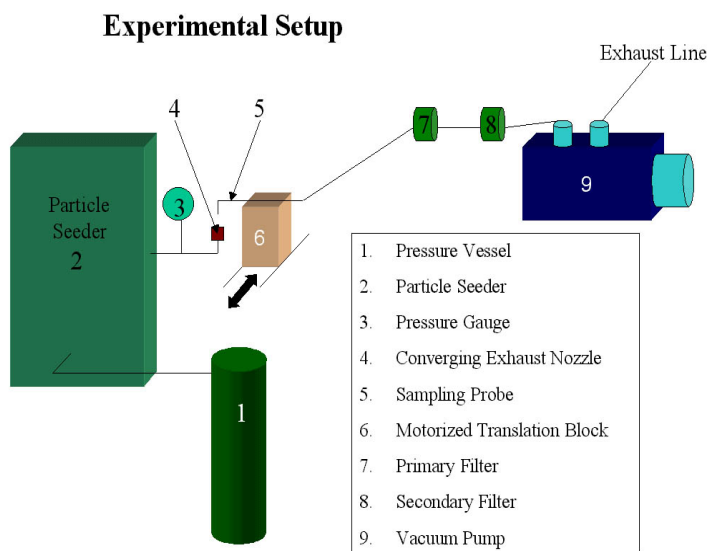 Experimental Setup
Exhaust Line
4
5
7
8
9
Particle
Seeder
2
3
6
1
1. Pressure Vessel
2. Particle Seeder
3. Pressure Gauge
4. Converging Exhaust Nozzle
5. Sampling Probe
6. Motorized Translation Block
7. Primary Filter
8. Secondary Filter
9. Vacuum Pump